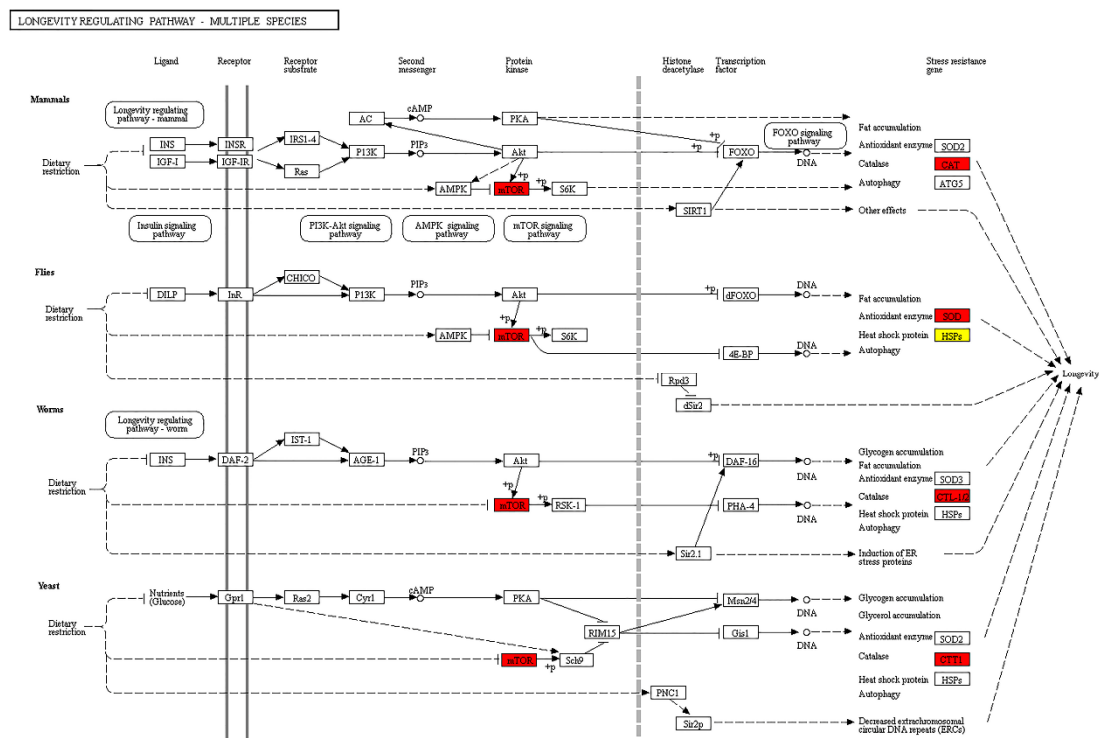 LONGEVITY REGULATING PATHWAY - MULTIPLE SPECIES
Ligand
Receptor
Receptor
substrate
Second
messenger
Protein
kinase
Histone
deacetylase
Transcription
factor
Stress resistance
gene
Mammals
Longevity regulating
pathway - mammal
AC
cAMP
PKA
+p
FOXO signaling
pathway
Fat accumulation
INS
INSR
IRS1-4
P13K
PIP3
Akt
+p
FOXO
DNA
Antioxidant enzyme
SOD2
Dietary
restriction
IGF-I
IGF-IR
Ras
Catalase
CAT
AMPK
mTOR
+p
+p
S6K
Autophagy
ATG5
SIRT1
Other effects
Insulin signaling
pathway
PI3K-Akt signaling
pathway
AMPK signaling
pathway
mTOR signaling
pathway
Flies
CHICO
DILP
InR
P13K
PIP3
Akt
+p
dFOXO
DNA
Fat accumulation
Dietary
restriction
Antioxidant enzyme
SOD
+p
AMPK
mTOR
+p
S6K
Heat shock protein
HSPs
4E-BP
DNA
Autophagy
Rpd3
dSir2
Longevity
Worms
Longevity regulating
pathway - worm
IST-1
INS
DAF-2
AGE-1
PIP3
Akt
+p
DAF-16
DNA
Glycogen accumulation
Fat accumulation
Antioxidant enzyme
SOD3
Dietary
restriction
+p
mTOR
+p
RSK-1
PHA-4
DNA
Catalase
CTL-1/2
Heat shock protein
HSPs
Autophagy
Sir2.1
Induction of ER
stress proteins
Yeast
Nutrients
(Glucose)
Gpr1
Ras2
Cyr1
cAMP
PKA
Msn2/4
DNA
Glycogen accumulation
Glycerol accumulation
Dietary
restriction
RIM15
Gis1
DNA
Antioxidant enzyme
SOD2
mTOR
+p
Sch9
Catalase
CTT1
Heat shock protein
HSPs
PNC1
Autophagy
Sir2p
Decreased extrachromosomal
circular DNA repeats (ERCs)